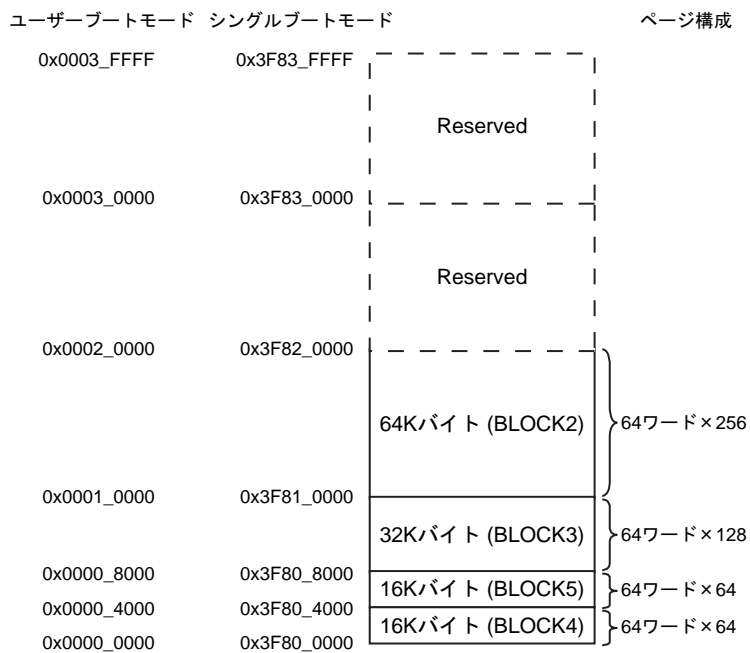 ユーザーブートモード シングルブートモード ページ構成
0x0003_FFFF 0x3F83_FFFF
Reserved
0x0003_0000 0x3F83_0000
Reserved
0x0002_0000 0x3F82_0000
64Kバイト (BLOCK2) 64ワード×256
0x0001_0000 0x3F81_0000
32Kバイト (BLOCK3) 64ワード×128
0x0000_8000 0x3F80_8000
16Kバイト (BLOCK5) 64ワード×64
0x0000_4000 0x3F80_4000
16Kバイト (BLOCK4) 64ワード×64
0x0000_0000 0x3F80_0000